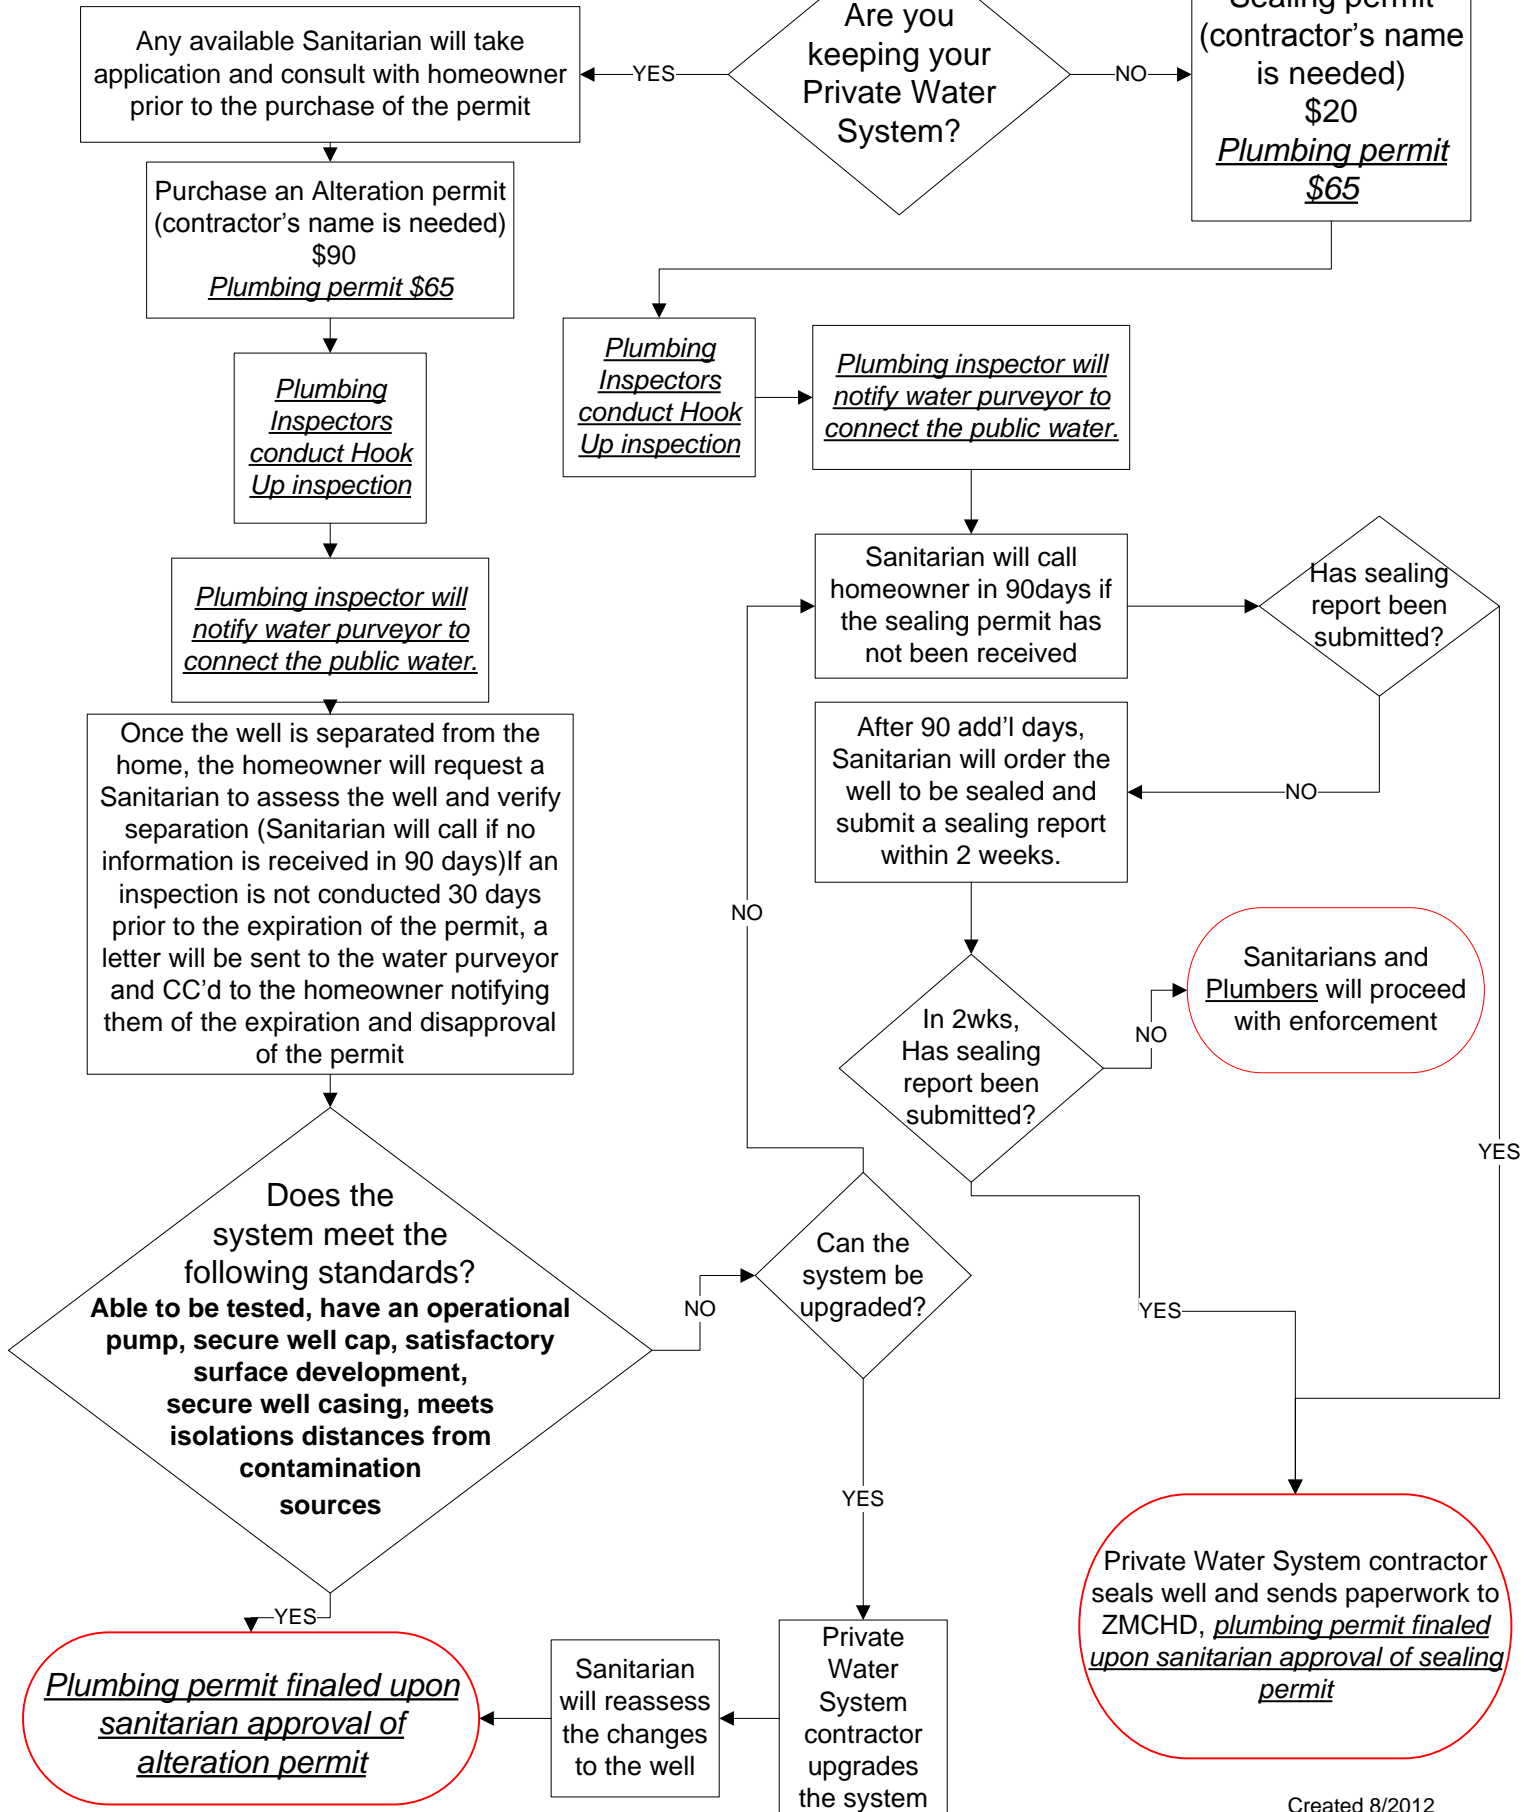 Are you
keeping your
Private Water
System?
YES
NO
Any available Sanitarian will take
application and consult with homeowner
prior to the purchase of the permit
Sealing permit
(contractor’s name
is needed)
$20
Plumbing permit
$65
Purchase an Alteration permit
(contractor’s name is needed)
$90
Plumbing permit $65
Plumbing
Inspectors
conduct Hook
Up inspection
Plumbing inspector will
notify water purveyor to
connect the public water.
Once the well is separated from the
home, the homeowner will request a
Sanitarian to assess the well and verify
separation (Sanitarian will call if no
information is received in 90 days)If an
inspection is not conducted 30 days
prior to the expiration of the permit, a
letter will be sent to the water purveyor
and CC’d to the homeowner notifying
them of the expiration and disapproval
of the permit
Does the
system meet the
following standards?
Able to be tested, have an operational
pump, secure well cap, satisfactory
surface development,
secure well casing, meets
isolations distances from
contamination
sources
YES
NO
Plumbing permit finaled upon
sanitarian approval of
alteration permit
Can the
system be
upgraded?
NO
YES
Private
Water
System
contractor
upgrades
the system
Sanitarian
will reassess
the changes
to the well
Plumbing
Inspectors
conduct Hook
Up inspection
Plumbing inspector will
notify water purveyor to
connect the public water.
Sanitarian will call
homeowner in 90days if
the sealing permit has
not been received
Has sealing
report been
submitted?
NO
YES
After 90 add’l days,
Sanitarian will order the
well to be sealed and
submit a sealing report
within 2 weeks.
In 2wks,
Has sealing
report been
submitted?
NO
YES
Sanitarians and
Plumbers will proceed
with enforcement
Private Water System contractor
seals well and sends paperwork to
ZMCHD, plumbing permit finaled
upon sanitarian approval of sealing
permit
Created 8/2012